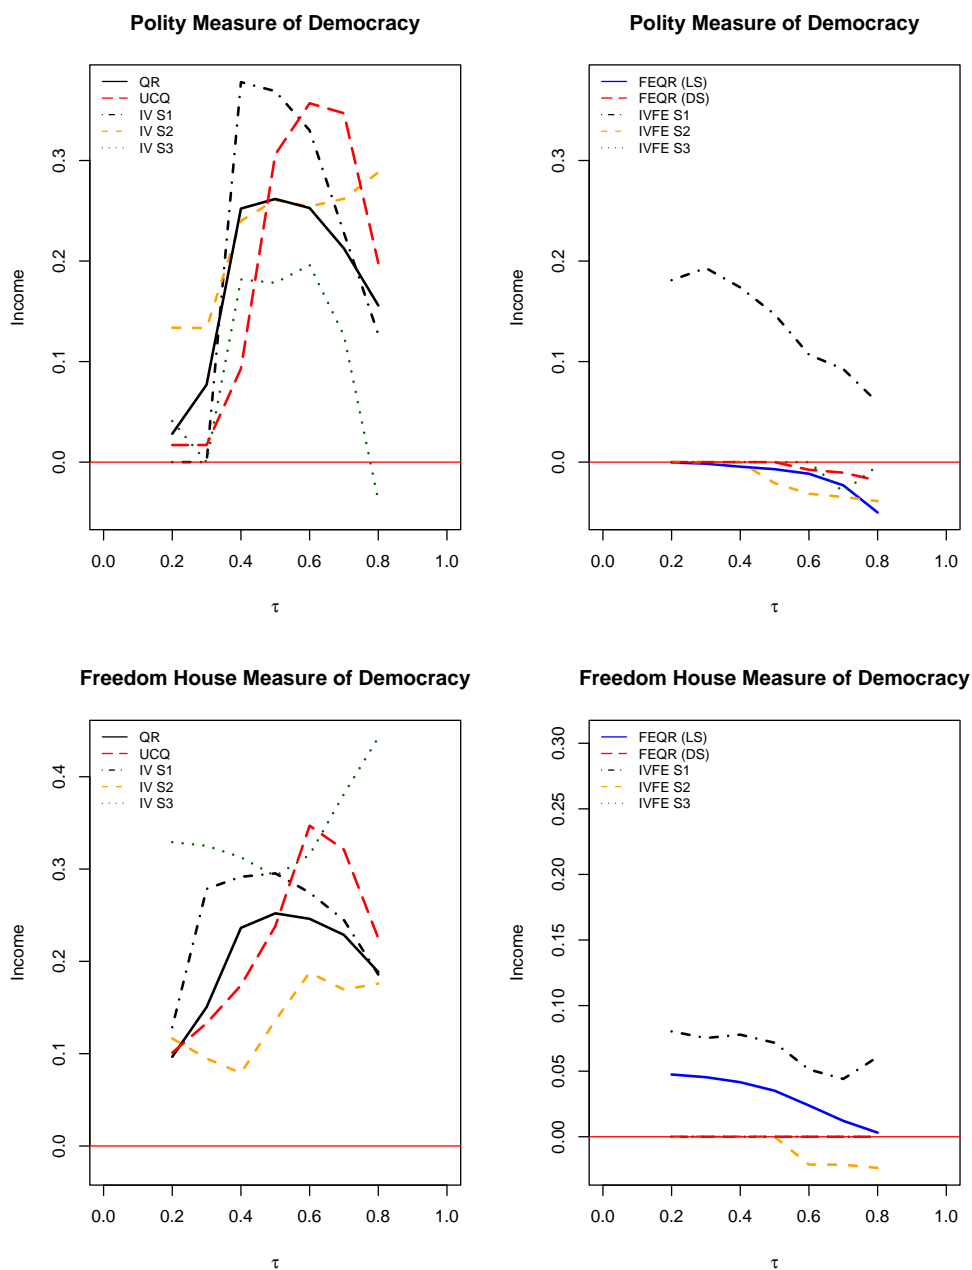 Polity Measure of Democracy
QR
UCQ
IV S1
IV S2
IV S3
Income
0.0
0.1
0.2
0.3
0.0 0.2 0.4 0.6 0.8 1.0
τ
Polity Measure of Democracy
FEQR (LS)
FEQR (DS)
IVFE S1
IVFE S2
IVFE S3
Income
0.0
0.1
0.2
0.3
0.0 0.2 0.4 0.6 0.8 1.0
τ
Freedom House Measure of Democracy
QR
UCQ
IV S1
IV S2
IV S3
Income
0.0
0.1
0.2
0.3
0.4
0.0 0.2 0.4 0.6 0.8 1.0
τ
Freedom House Measure of Democracy
FEQR (LS)
FEQR (DS)
IVFE S1
IVFE S2
IVFE S3
Income
0.00
0.05
0.10
0.15
0.20
0.25
0.30
0.0 0.2 0.4 0.6 0.8 1.0
τ